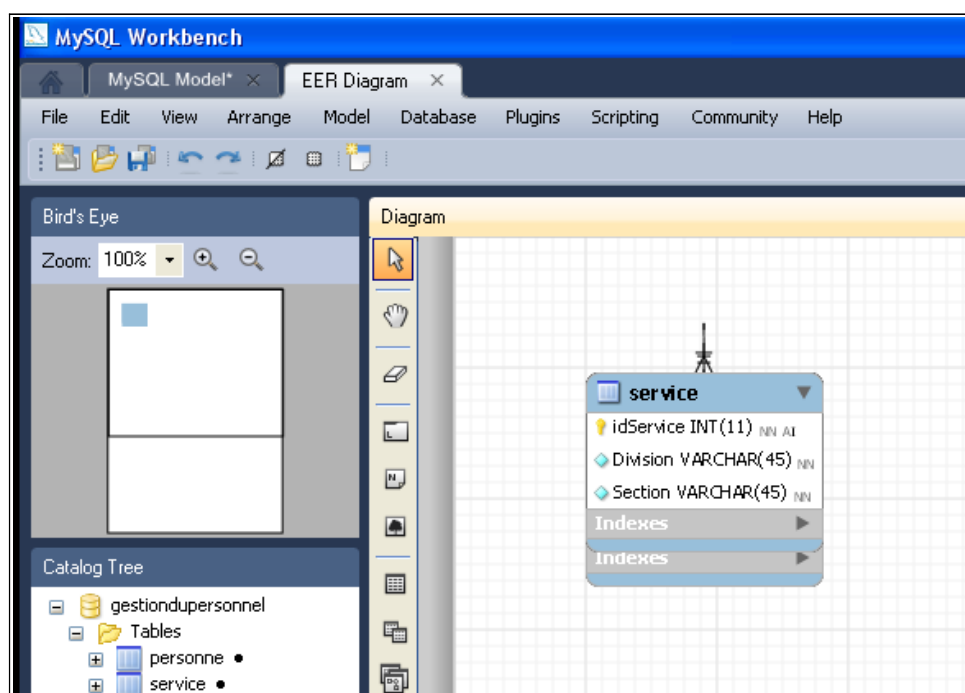 MySQL Workbench
MySQL Model* EER Diagram
File Edit View Arrange Model Database Plugins Scripting Community Help
Bird's Eye
Zoom: 100%
Diagram
service
idService INT(11) NN AI
Division VARCHAR(45) NN
Section VARCHAR(45) NN
Indexes
Indexes
Catalog Tree
gestiondupersonnel
Tables
personne
service